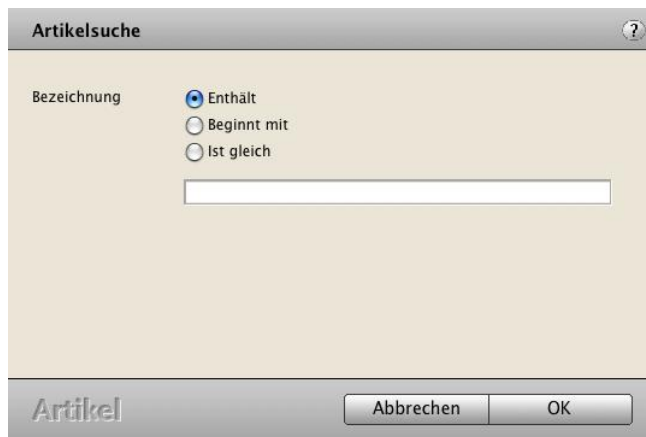 Artikelsuche ?
Bezeichnung Enthält
Beginnt mit
Ist gleich
Artikel Abbrechen OK